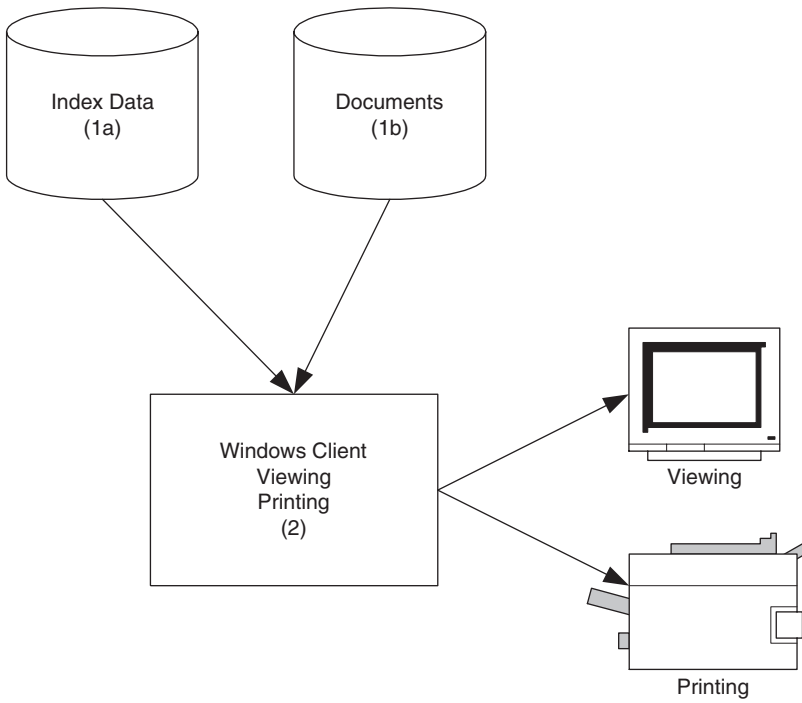 Index Data
(1a)
Documents
(1b)
Windows Client
Viewing
Printing
(2)
Viewing
Printing